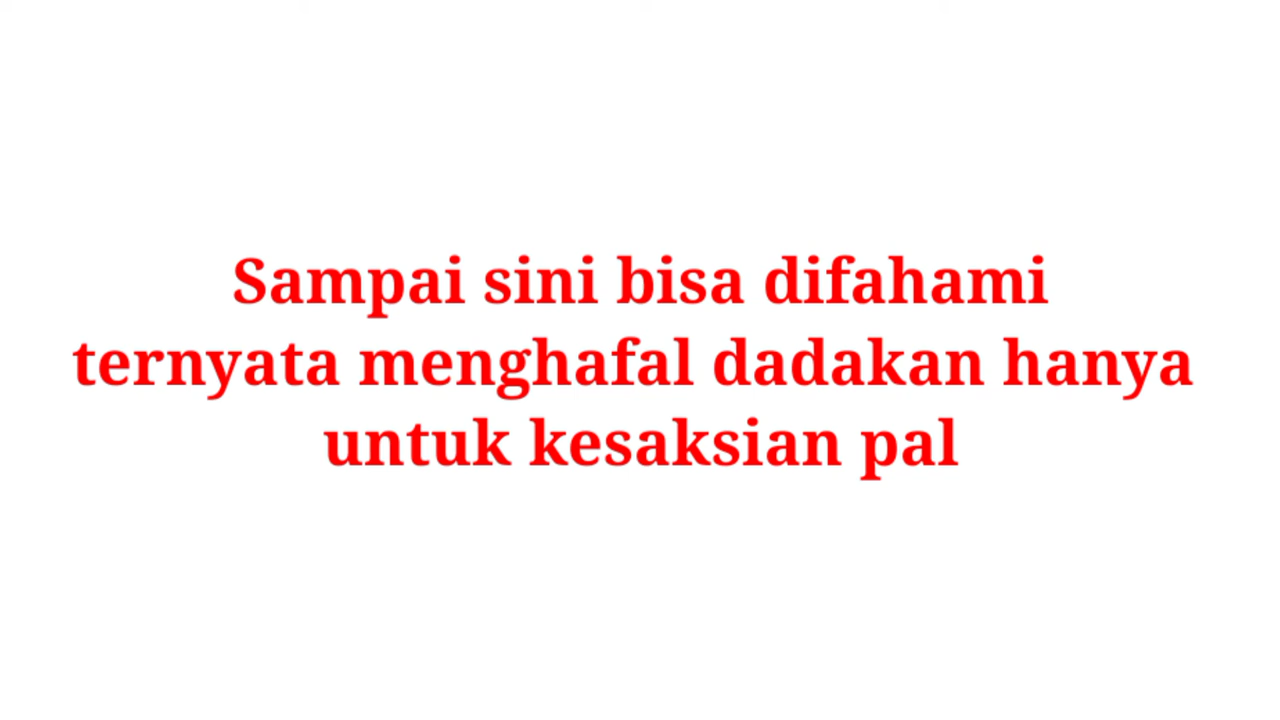 Sampai sini bisa difahami
ternyata menghafal dadakan hanya
untuk kesaksian pal